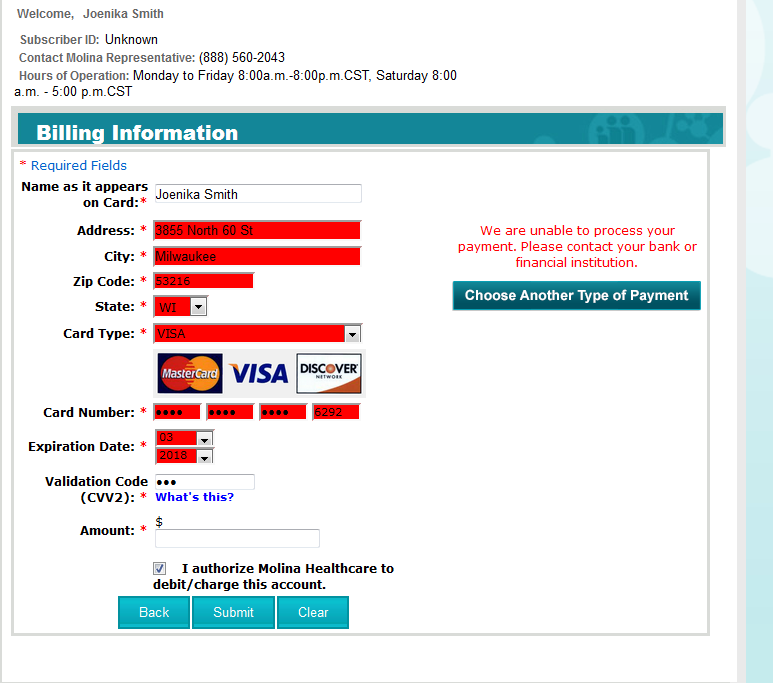 Welcome, Joenika Smith
Subscriber ID: Unknown
Contact Molina Representative: (888) 560-2043
Hours of Operation: Monday to Friday 8:00a.m.-8:00p.m.CST, Saturday 8:00
a.m. - 5:00 p.m.CST
Billing Information
* Required Fields
Name as it appears
on Card:* Joenika Smith
Address: * 3855 North 60 St
City: * Milwaukee
Zip Code: * 53216
State: * WI
Card Type: * VISA
We are unable to process your
payment. Please contact your bank or
financial institution.
Choose Another Type of Payment
MasterCard VISA DISCOVER
NETWORK
Card Number: * •••• •••• •••• 6292
Expiration Date: * 03
2018
Validation Code
(CVV2): * •••
What's this?
Amount: * $
I authorize Molina Healthcare to
debit/charge this account.
Back Submit Clear